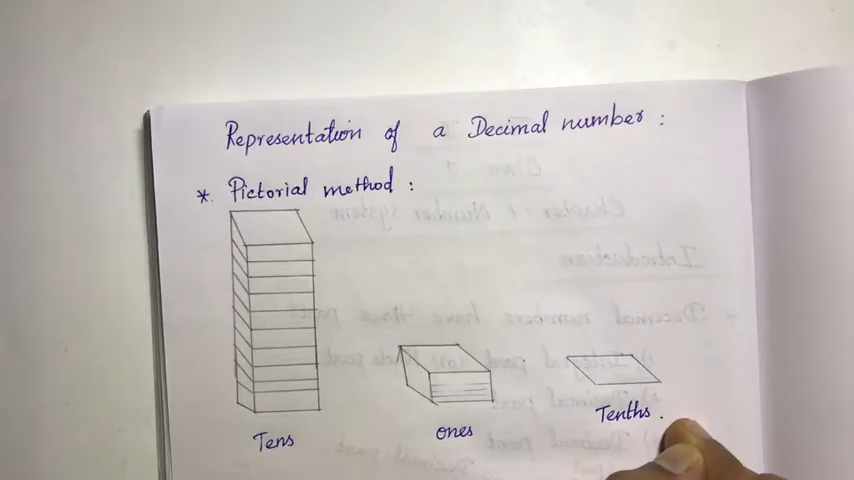 Representation of a Decimal number :
* Pictorial method :
Tens
ones
Tenths .